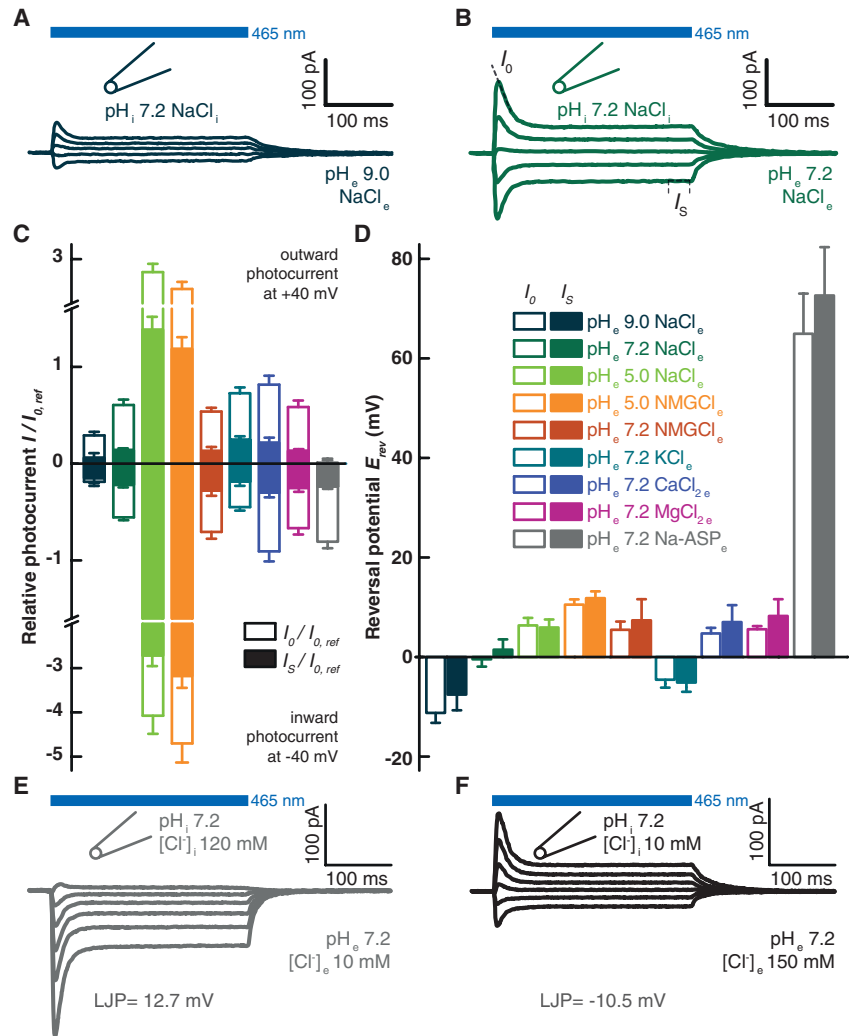 A
465 nm
100 pA
100 ms
pHᵢ 7.2 NaClᵢ
pHₑ 9.0
NaClₑ
B
465 nm
I₀
100 pA
100 ms
pHᵢ 7.2 NaClᵢ
Iₛ
pHₑ 7.2
NaClₑ
C
Relative photocurrent I / I₀,ref
3
1
0
-1
-3
-4
-5
outward
photocurrent
at +40 mV
I₀ / I₀,ref
Iₛ / I₀,ref
inward
photocurrent
at -40 mV
D
Reversal potential Eᵣₑᵥ (mV)
80
60
40
20
0
-20
I₀ Iₛ
pHₑ 9.0 NaClₑ
pHₑ 7.2 NaClₑ
pHₑ 5.0 NaClₑ
pHₑ 5.0 NMGClₑ
pHₑ 7.2 NMGClₑ
pHₑ 7.2 KClₑ
pHₑ 7.2 CaCl₂ₑ
pHₑ 7.2 MgCl₂ₑ
pHₑ 7.2 Na-ASPₑ
E
465 nm
pHᵢ 7.2
[Cl⁻]ᵢ 120 mM
100 pA
100 ms
pHₑ 7.2
[Cl⁻]ₑ 10 mM
LJP= 12.7 mV
F
465 nm
pHᵢ 7.2
[Cl⁻]ᵢ 10 mM
100 pA
100 ms
pHₑ 7.2
[Cl⁻]ₑ 150 mM
LJP= -10.5 mV